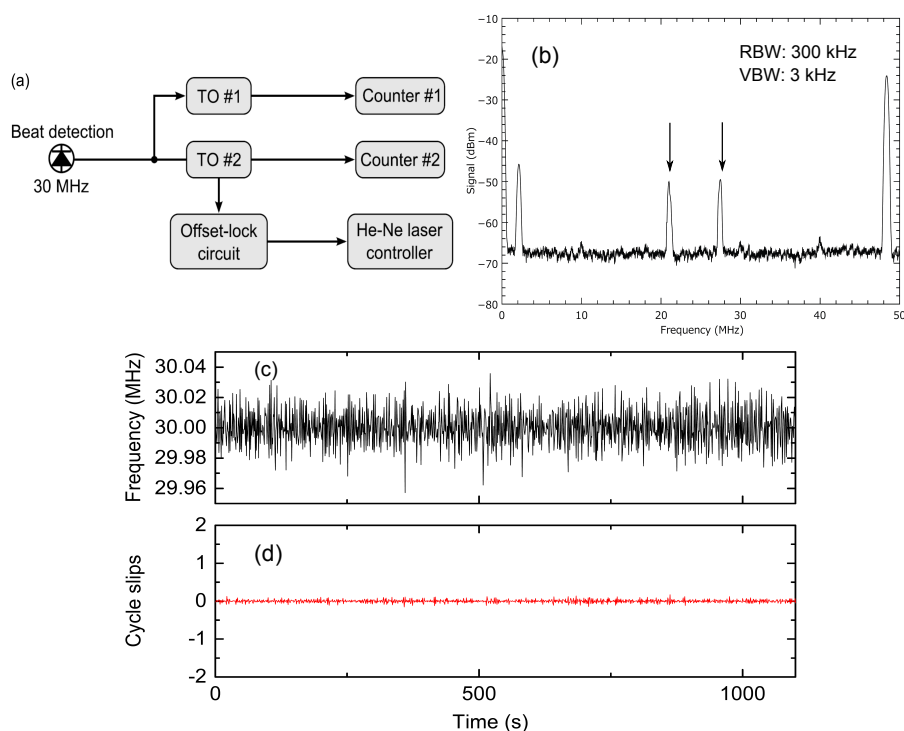 (a)
TO #1
Counter #1
Beat detection
TO #2
Counter #2
30 MHz
Offset-lock
circuit
He-Ne laser
controller
(b)
RBW: 300 kHz
VBW: 3 kHz
Signal (dBm)
−10
−20
−30
−40
−50
−60
−70
−80
0 10 20 30 40 50
Frequency (MHz)
(c)
Frequency (MHz)
30.04
30.02
30.00
29.98
29.96
(d)
Cycle slips
2
1
0
-1
-2
0 500 1000
Time (s)